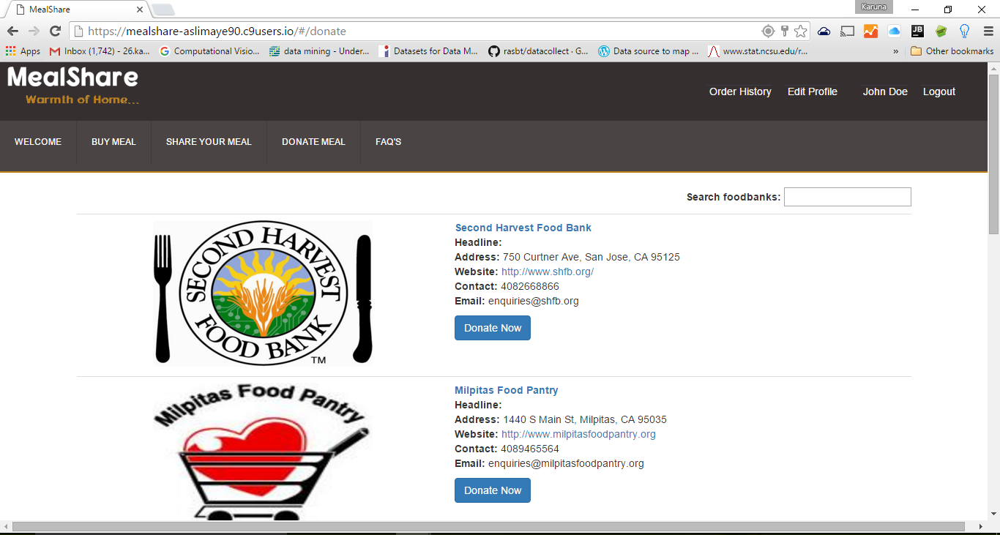 MealShare
Karuna
https://mealshare-aslimaye90.c9users.io/#/donate
Apps Inbox (1,742) - 26.ka... Computational Visio... data mining - Under... Datasets for Data M... rasbt/datacollect · G... Data source to map ... www.stat.ncsu.edu/r... » Other bookmarks
MealShare
Warmth of Home...
Order History Edit Profile John Doe Logout
WELCOME BUY MEAL SHARE YOUR MEAL DONATE MEAL FAQ'S
Search foodbanks:
SECOND HARVEST
FOOD BANK
TM
Second Harvest Food Bank
Headline:
Address: 750 Curtner Ave, San Jose, CA 95125
Website: http://www.shfb.org/
Contact: 4082668866
Email: enquiries@shfb.org
Donate Now
Milpitas Food Pantry
Milpitas Food Pantry
Headline:
Address: 1440 S Main St, Milpitas, CA 95035
Website: http://www.milpitasfoodpantry.org
Contact: 4089465564
Email: enquiries@milpitasfoodpantry.org
Donate Now